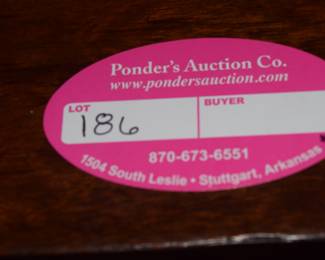 Ponder's Auction Co.
www.pondersauction.com
LOT BUYER
186
870-673-6551
1504 South Leslie • Stuttgart, Arkansas